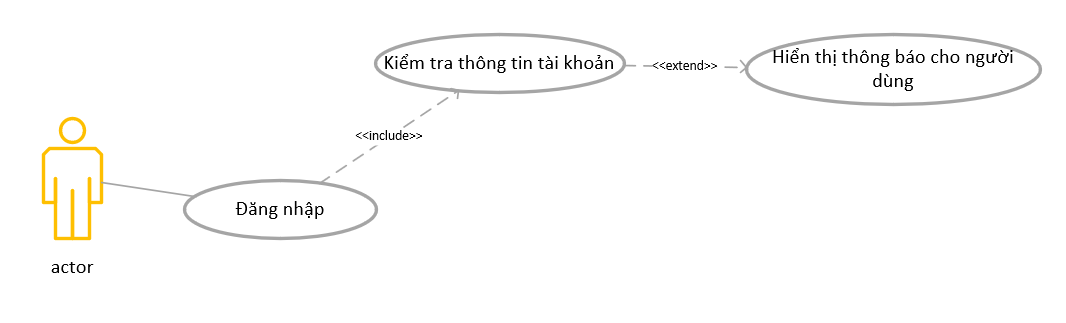 Kiểm tra thông tin tài khoản
<<extend>>
Hiển thị thông báo cho người
dùng
<<include>>
Đăng nhập
actor